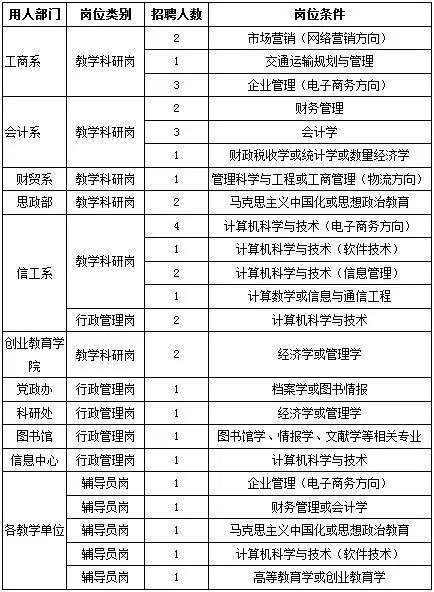 用人部门 岗位类别 招聘人数 岗位条件
工商系 教学科研岗 2 市场营销（网络营销方向）
1 交通运输规划与管理
3 企业管理（电子商务方向）
会计系 教学科研岗 2 财务管理
3 会计学
1 财政税收学或统计学或数量经济学
财贸系 教学科研岗 1 管理科学与工程或工商管理（物流方向）
思政部 教学科研岗 2 马克思主义中国化或思想政治教育
信工系 教学科研岗 4 计算机科学与技术（电子商务方向）
1 计算机科学与技术（软件技术）
2 计算机科学与技术（信息管理）
1 计算数学或信息与通信工程
行政管理岗 2 计算机科学与技术
创业教育学
院 教学科研岗 2 经济学或管理学
党政办 行政管理岗 1 档案学或图书情报
科研处 行政管理岗 1 经济学或管理学
图书馆 行政管理岗 1 图书馆学、情报学、文献学等相关专业
信息中心 行政管理岗 1 计算机科学与技术
各教学单位 辅导员岗 1 企业管理（电子商务方向）
辅导员岗 1 财务管理或会计学
辅导员岗 1 马克思主义中国化或思想政治教育
辅导员岗 1 计算机科学与技术（软件技术）
辅导员岗 1 高等教育学或创业教育学